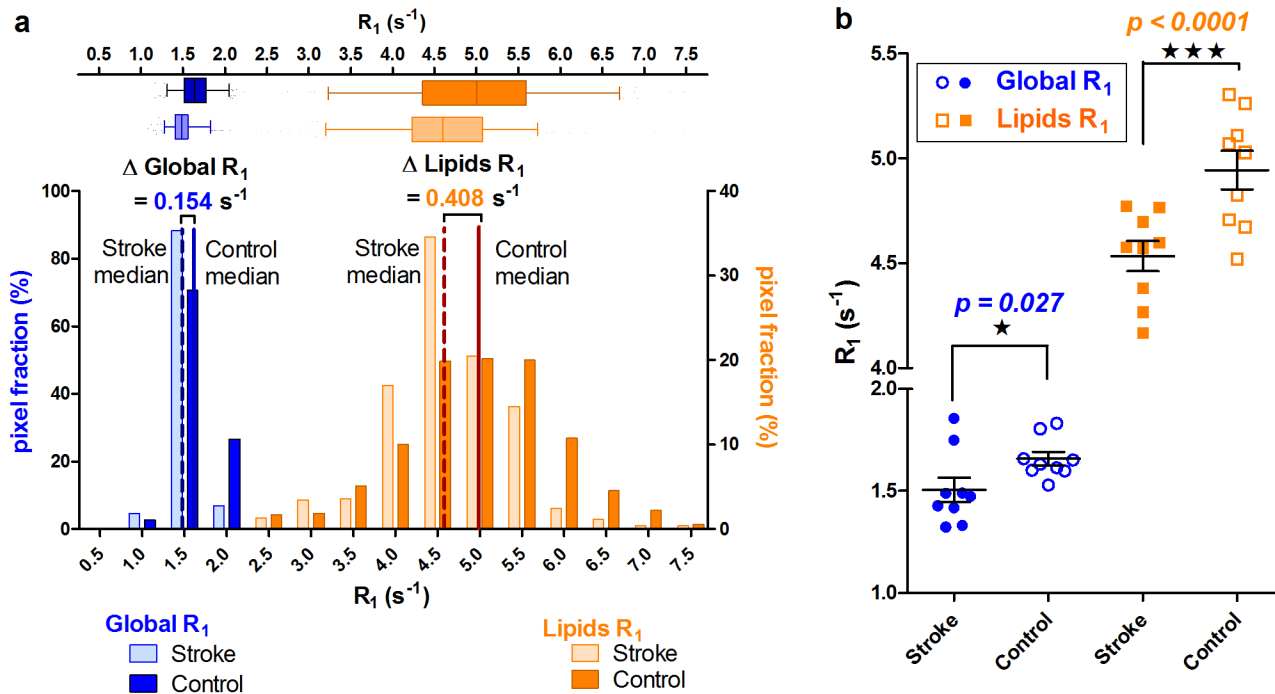 a
R₁ (s⁻¹)
0.5 1.0 1.5 2.0 2.5 3.0 3.5 4.0 4.5 5.0 5.5 6.0 6.5 7.0 7.5
Δ Global R₁
= 0.154 s⁻¹
Δ Lipids R₁
= 0.408 s⁻¹
Stroke
median
Control
median
Stroke
median
Control
median
100
80
60
40
20
0
pixel fraction (%)
40
30
20
10
0
pixel fraction (%)
0.5 1.0 1.5 2.0 2.5 3.0 3.5 4.0 4.5 5.0 5.5 6.0 6.5 7.0 7.5
R₁ (s⁻¹)
Global R₁
Stroke
Control
Lipids R₁
Stroke
Control
b
p < 0.0001
★★★
Global R₁
Lipids R₁
p = 0.027
★
R₁ (s⁻¹)
5.5
5.0
4.5
4.0
2.0
1.5
1.0
Stroke
Control
Stroke
Control